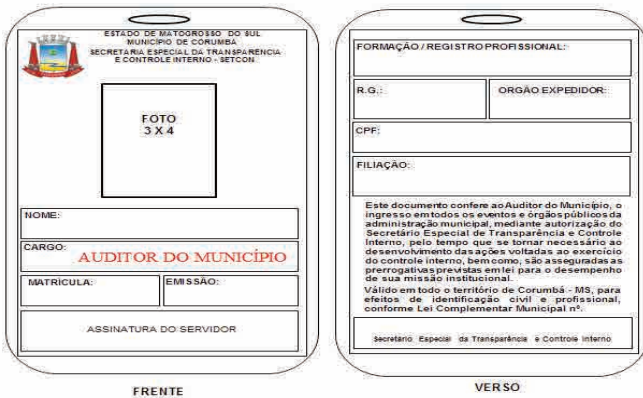 ESTADO DE MATOGROSSO DO SUL
MUNICÍPIO DE CORUMBÁ
SECRETARIA ESPECIAL DA TRANSPARÊNCIA
E CONTROLE INTERNO - SETCON
FOTO
3 X 4
NOME:
CARGO:
AUDITOR DO MUNICÍPIO
MATRÍCULA:
EMISSÃO:
ASSINATURA DO SERVIDOR
FRENTE
FORMAÇÃO / REGISTRO PROFISSIONAL:
R.G.:
ORGÃO EXPEDIDOR:
CPF:
FILIAÇÃO:
Este documento confere ao Auditor do Município, o
ingresso em todos os eventos e órgãos públicos da
administração municipal, mediante autorização do
Secretário Especial de Transparência e Controle
Interno, pelo tempo que se tornar necessário ao
desenvolvimento das ações voltadas ao exercício
do controle interno, bem como, são asseguradas as
prerrogativas previstas em lei para o desempenho
de sua missão institucional.
Válido em todo o território de Corumbá - MS, para
efeitos de identificação civil e profissional,
conforme Lei Complementar Municipal nº.
Secretário Especial da Transparência e Controle Interno
VERSO